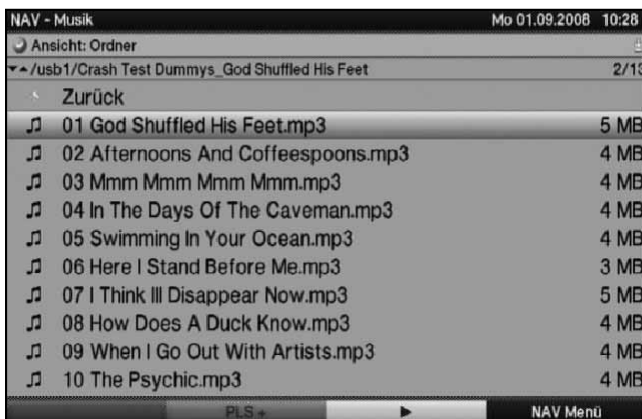 NAV - Musik Mo 01.09.2008 10:28
Ansicht: Ordner
/usb1/Crash Test Dummys_God Shuffled His Feet 2/13
Zurück
01 God Shuffled His Feet.mp3 5 MB
02 Afternoons And Coffeespoons.mp3 4 MB
03 Mmm Mmm Mmm Mmm.mp3 4 MB
04 In The Days Of The Caveman.mp3 4 MB
05 Swimming In Your Ocean.mp3 4 MB
06 Here I Stand Before Me.mp3 3 MB
07 I Think Ill Disappear Now.mp3 5 MB
08 How Does A Duck Know.mp3 4 MB
09 When I Go Out With Artists.mp3 4 MB
10 The Psychic.mp3 4 MB
PLS + NAV Menü